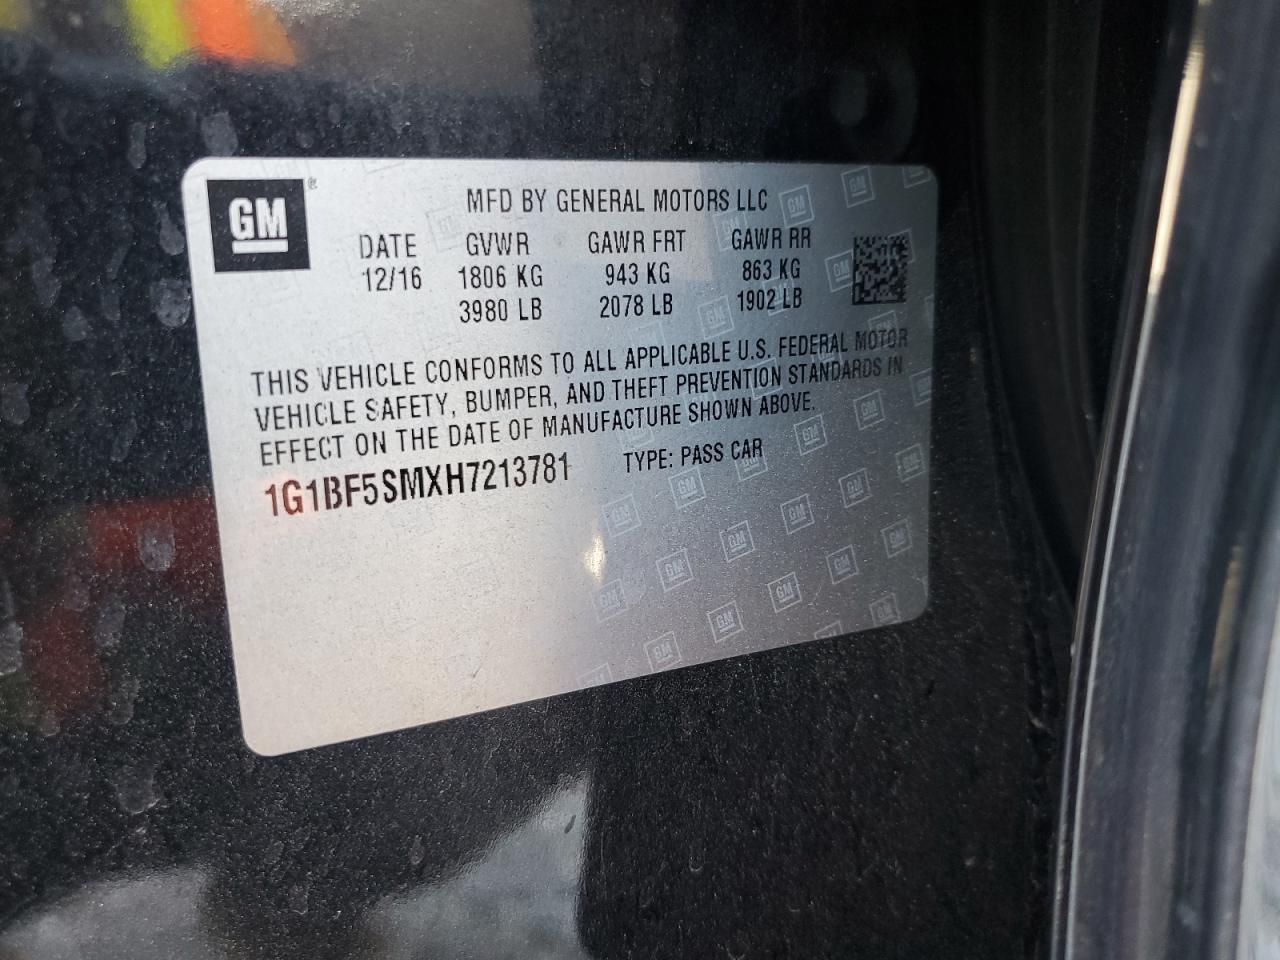 GM ®
MFD BY GENERAL MOTORS LLC
DATE GVWR GAWR FRT GAWR RR
12/16 1806 KG 943 KG 863 KG
3980 LB 2078 LB 1902 LB
THIS VEHICLE CONFORMS TO ALL APPLICABLE U.S. FEDERAL MOTOR
VEHICLE SAFETY, BUMPER, AND THEFT PREVENTION STANDARDS IN
EFFECT ON THE DATE OF MANUFACTURE SHOWN ABOVE.
1G1BF5SMXH7213781 TYPE: PASS CAR